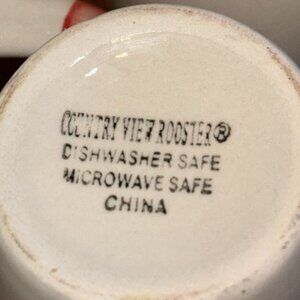 COUNTRY VIEW ROOSTER®
DISHWASHER SAFE
MICROWAVE SAFE
CHINA